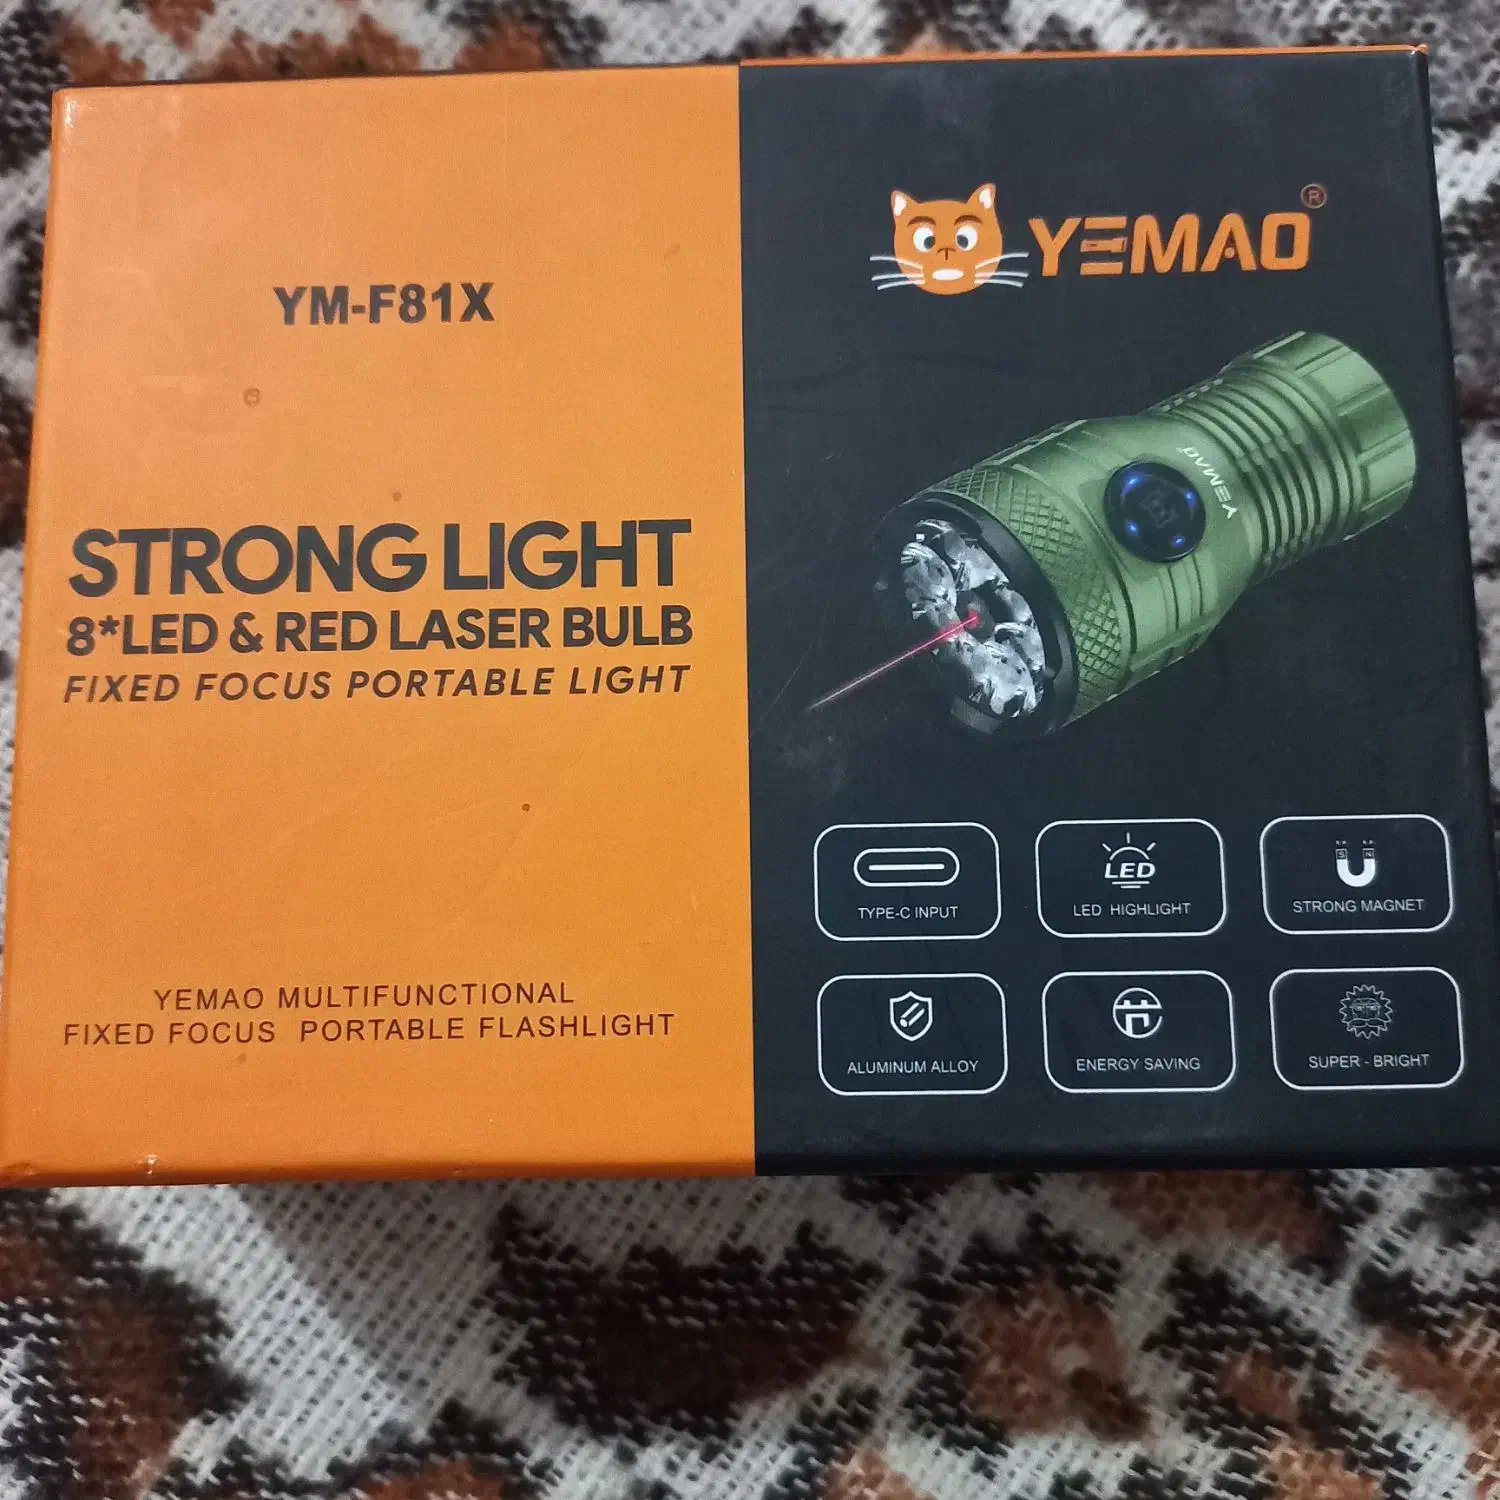 YM-F81X
STRONG LIGHT
8*LED & RED LASER BULB
FIXED FOCUS PORTABLE LIGHT
YEMAO MULTIFUNCTIONAL
FIXED FOCUS PORTABLE FLASHLIGHT
YEMAO®
YEMAO
TYPE-C INPUT
LED
LED HIGHLIGHT
S N
STRONG MAGNET
ALUMINUM ALLOY
ENERGY SAVING
SUPER - BRIGHT